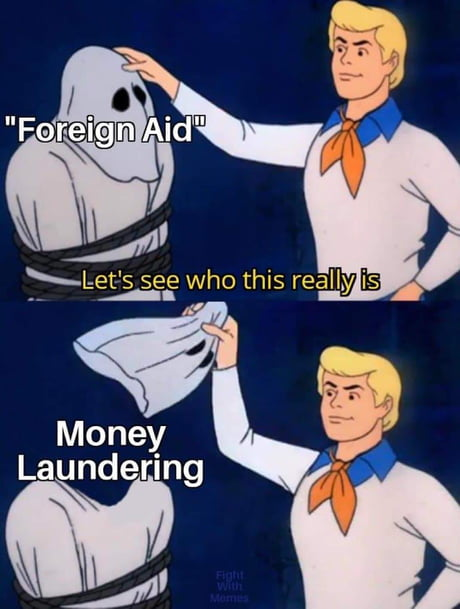 "Foreign Aid"
Let's see who this really is
Money
Laundering
Fight
With
Memes